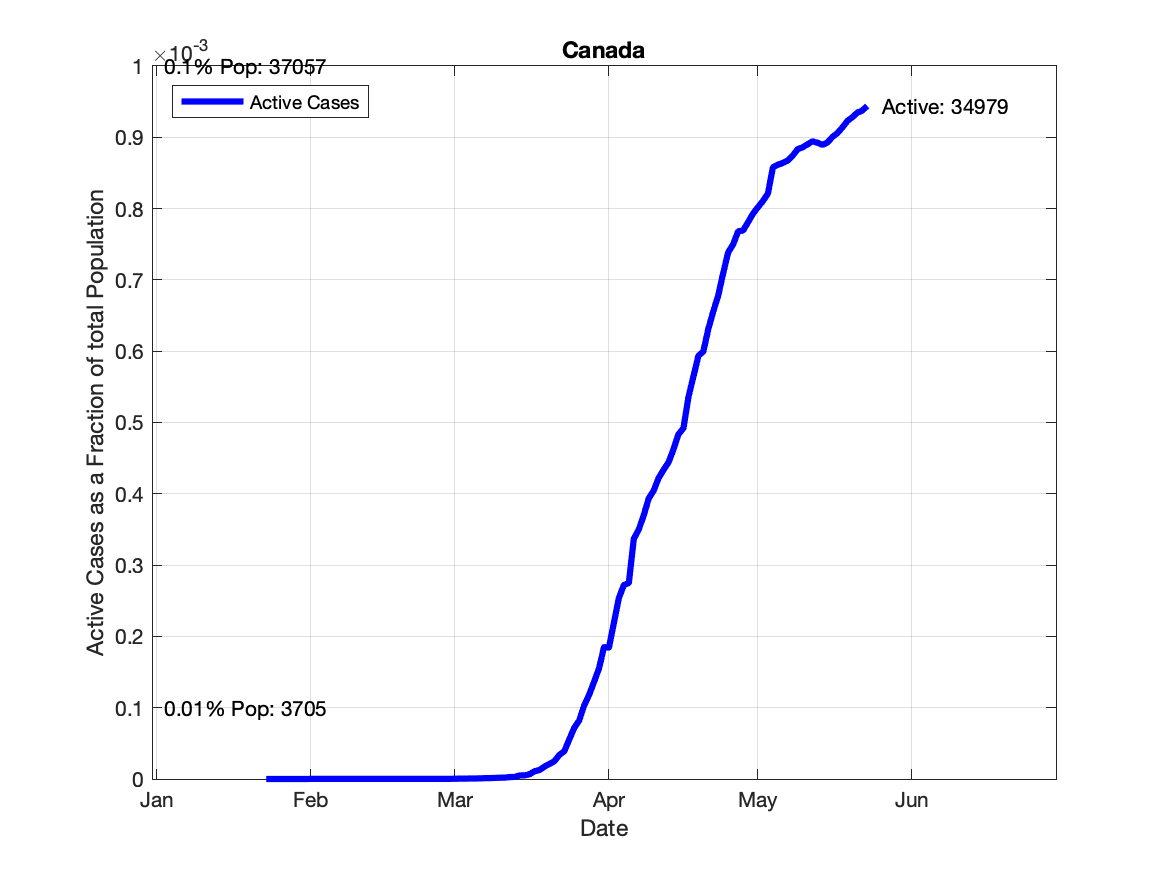 Canada
×10-3
0.1% Pop: 37057
Active Cases
Active: 34979
1
0.9
0.8
0.7
0.6
0.5
0.4
0.3
0.2
0.1
0
0.01% Pop: 3705
Active Cases as a Fraction of total Population
Jan Feb Mar Apr May Jun
Date